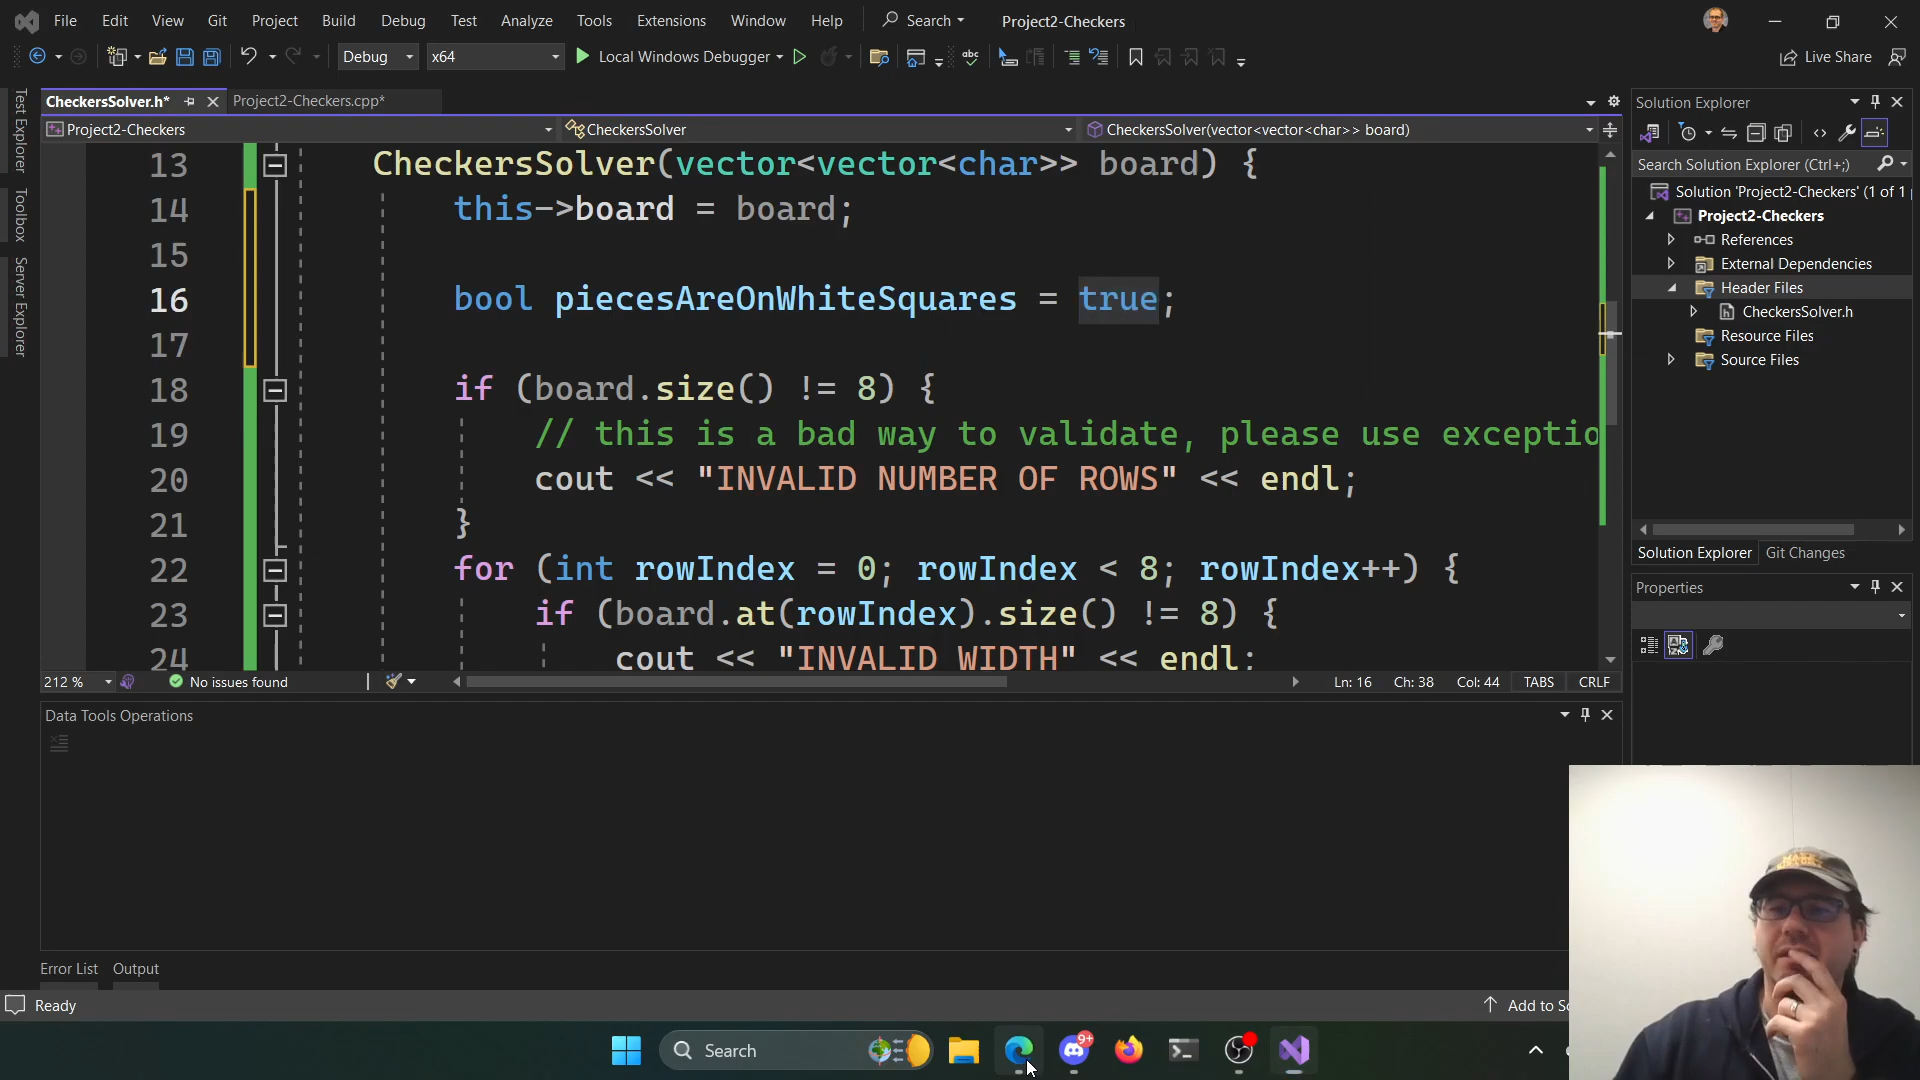 File Edit View Git Project Build Debug Test Analyze Tools Extensions Window Help Search Project2-Checkers
Debug x64 Local Windows Debugger Live Share
CheckersSolver.h* Project2-Checkers.cpp*
Project2-Checkers CheckersSolver CheckersSolver(vector<vector<char>> board)
13 CheckersSolver(vector<vector<char>> board) {
14 this->board = board;
15
16 bool piecesAreOnWhiteSquares = true;
17
18 if (board.size() != 8) {
19 // this is a bad way to validate, please use exceptio
20 cout << "INVALID NUMBER OF ROWS" << endl;
21 }
22 for (int rowIndex = 0; rowIndex < 8; rowIndex++) {
23 if (board.at(rowIndex).size() != 8) {
24 cout << "INVALID WIDTH" << endl;
212 % No issues found Ln: 16 Ch: 38 Col: 44 TABS CRLF
Test Explorer
Toolbox
Server Explorer
Solution Explorer
Search Solution Explorer (Ctrl+;)
Solution 'Project2-Checkers' (1 of 1
Project2-Checkers
References
External Dependencies
Header Files
CheckersSolver.h
Resource Files
Source Files
Solution Explorer Git Changes
Properties
Data Tools Operations
Error List Output
Ready Add to So
Search 9+